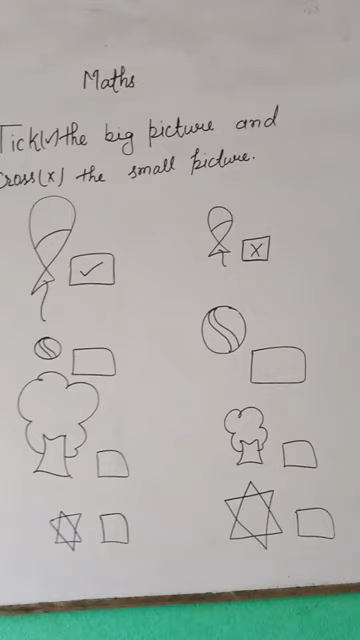 Maths
Tick(✓) the big picture and
Cross(x) the small picture.
✓
x